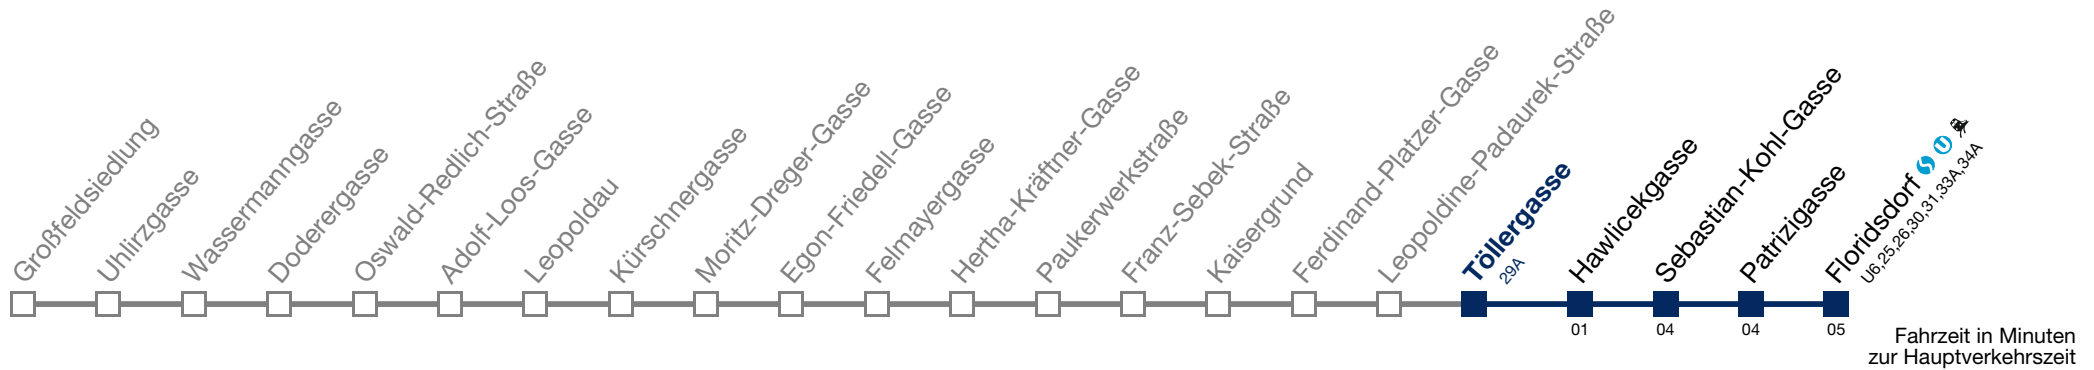 Großfeldsiedlung
Uhlirzgasse
Wassermanngasse
Doderergasse
Oswald-Redlich-Straße
Adolf-Loos-Gasse
Leopoldau
Kürschnergasse
Moritz-Dreger-Gasse
Egon-Friedell-Gasse
Felmayergasse
Hertha-Kräftner-Gasse
Paukerwerkstraße
Franz-Sebek-Straße
Kaisergrund
Ferdinand-Platzer-Gasse
Leopoldine-Padaurek-Straße
Töllergasse
29A
Hawlicekgasse
Sebastian-Kohl-Gasse
Patrizigasse
Floridsdorf S U
U6,25,26,30,31,33A,34A
01
04
04
05
Fahrzeit in Minuten
zur Hauptverkehrszeit